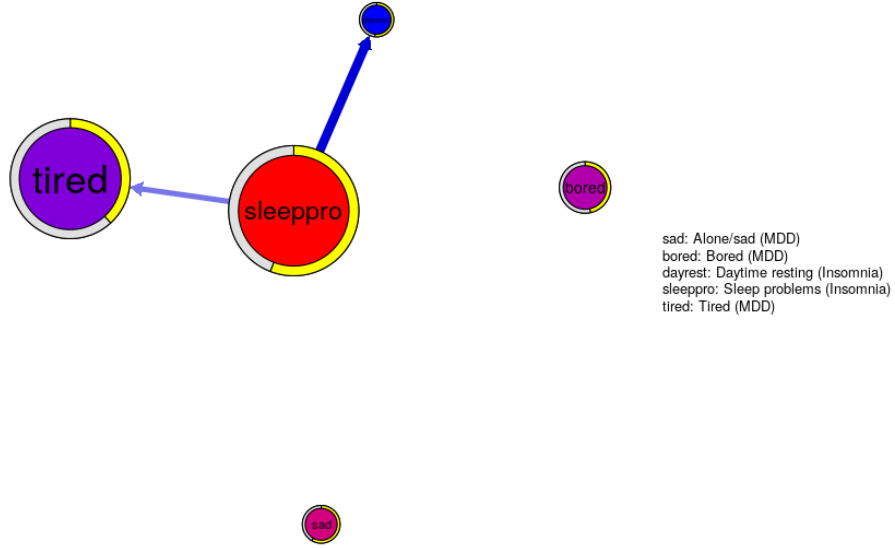 dayrest
tired
sleeppro
bored
sad: Alone/sad (MDD)
bored: Bored (MDD)
dayrest: Daytime resting (Insomnia)
sleeppro: Sleep problems (Insomnia)
tired: Tired (MDD)
sad